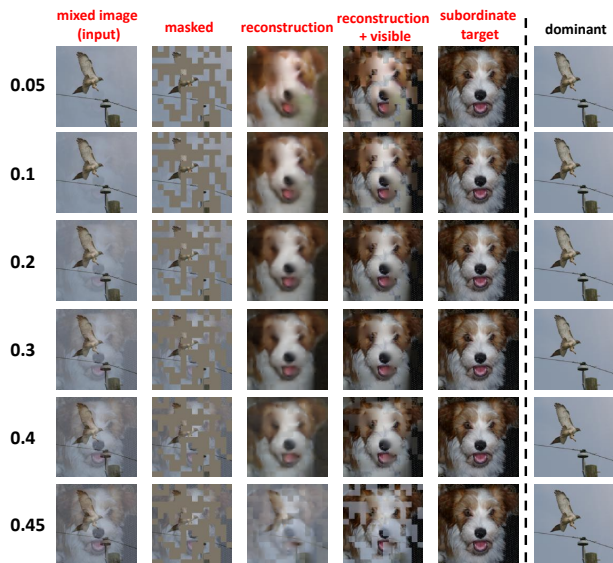 mixed image (input)
masked
reconstruction
reconstruction + visible
subordinate target
dominant
0.05
0.1
0.2
0.3
0.4
0.45